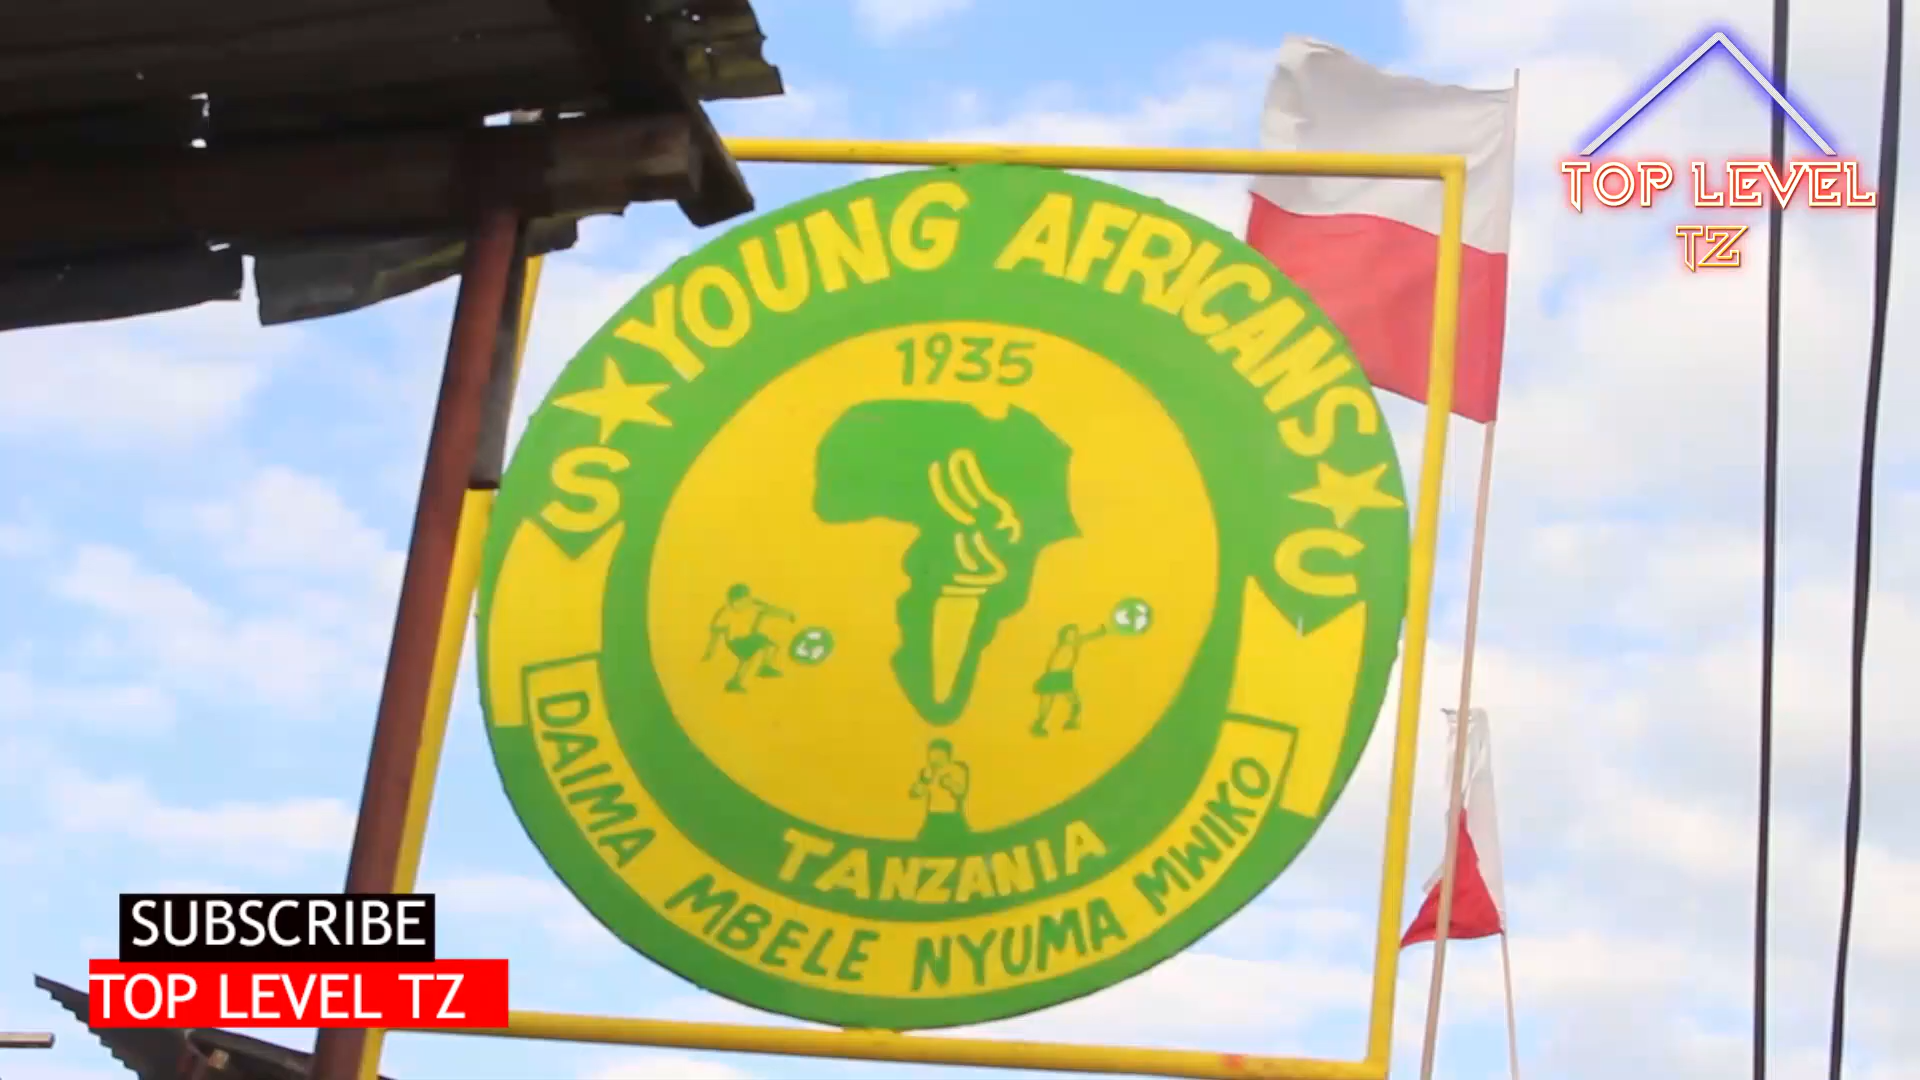 TOP LEVEL
TZ
YOUNG AFRICANS
S C
1935
TANZANIA
DAIMA MBELE NYUMA MWIKO
SUBSCRIBE
TOP LEVEL TZ